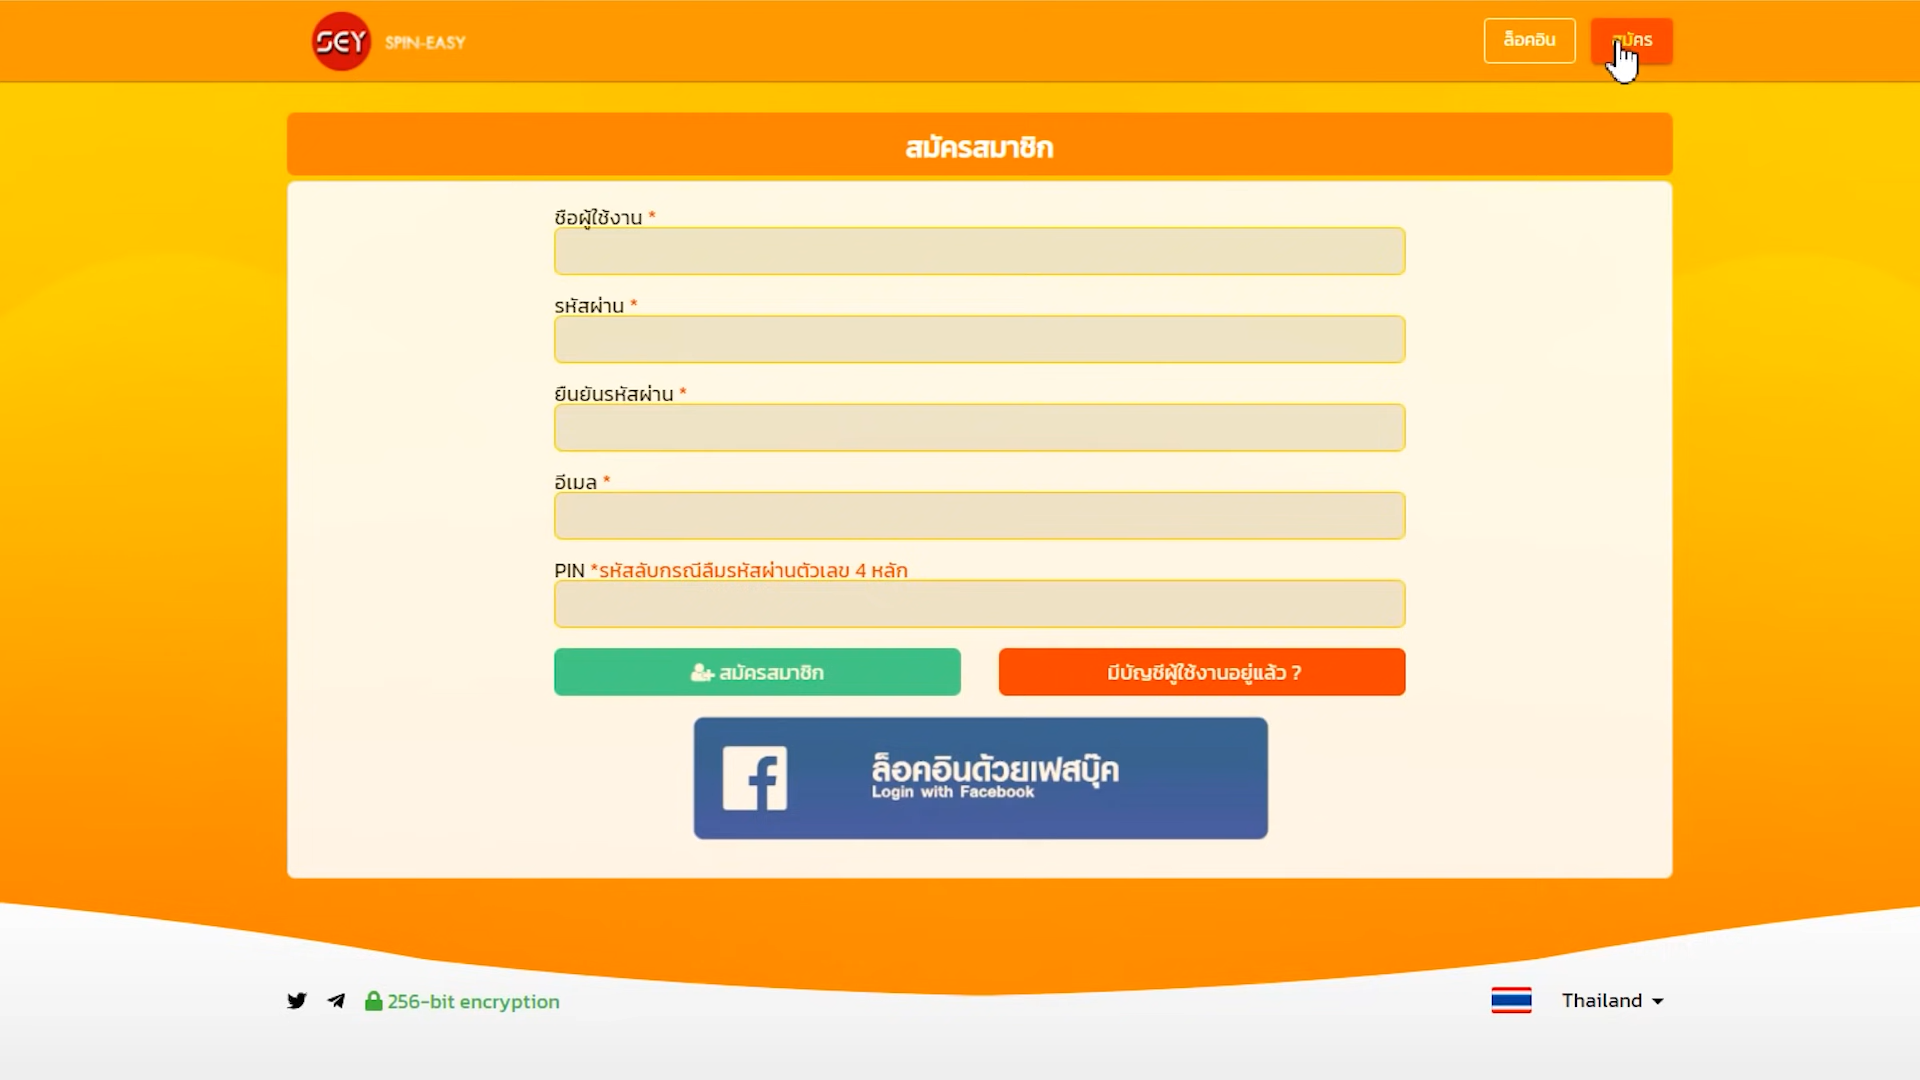 SEY SPIN-EASY
ล็อคอิน
สมัคร
สมัครสมาชิก
ชื่อผู้ใช้งาน *
รหัสผ่าน *
ยืนยันรหัสผ่าน *
อีเมล *
PIN *รหัสลับกรณีลืมรหัสผ่านตัวเลข 4 หลัก
สมัครสมาชิก
มีบัญชีผู้ใช้งานอยู่แล้ว ?
ล็อคอินด้วยเฟสบุ๊ค
Login with Facebook
256-bit encryption
Thailand